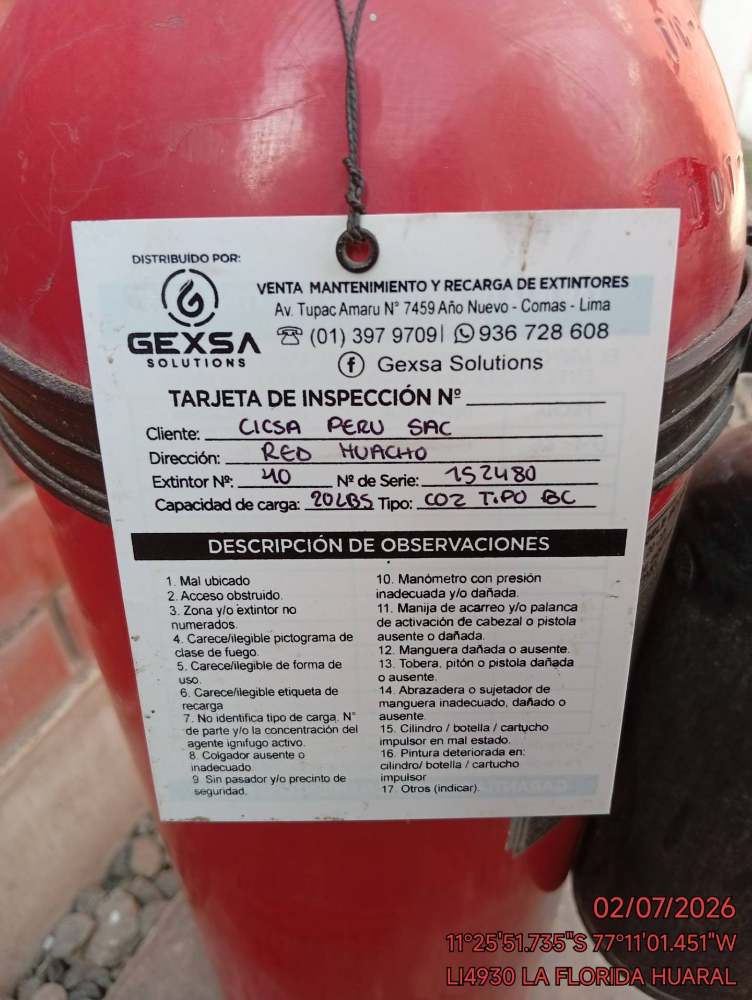 DISTRIBUÍDO POR:
GEXSA
SOLUTIONS
VENTA MANTENIMIENTO Y RECARGA DE EXTINTORES
Av. Tupac Amaru N° 7459 Año Nuevo - Comas - Lima
(01) 397 9709| 936 728 608
f Gexsa Solutions
TARJETA DE INSPECCIÓN Nº
Cliente: CICSA PERU SAC
Dirección: RED HUACHO
Extintor Nº: 40 Nº de Serie: 152480
Capacidad de carga: 20LBS Tipo: CO2 TIPO BC
DESCRIPCIÓN DE OBSERVACIONES
1. Mal ubicado
2. Acceso obstruido.
3. Zona y/o extintor no
numerados.
4. Carece/ilegible pictograma de
clase de fuego.
5. Carece/ilegible de forma de
uso.
6. Carece/ilegible etiqueta de
recarga
7. No identifica tipo de carga, N°
de parte y/o la concentración del
agente ignifugo activo.
8. Colgador ausente o
inadecuado.
9 Sin pasador y/o precinto de
seguridad.
10. Manómetro con presión
inadecuada y/o dañada.
11. Manija de acarreo y/o palanca
de activación de cabezal o pistola
ausente o dañada.
12. Manguera dañada o ausente.
13. Tobera, pitón o pistola dañada
o ausente.
14. Abrazadera o sujetador de
manguera inadecuado, dañado o
ausente.
15. Cilindro / botella / cartucho
impulsor en mal estado.
16. Pintura deteriorada en:
cilindro/ botella / cartucho
impulsor
17. Otros (indicar).
02/07/2026
11°25'51.735"S 77°11'01.451"W
LI4930 LA FLORIDA HUARAL